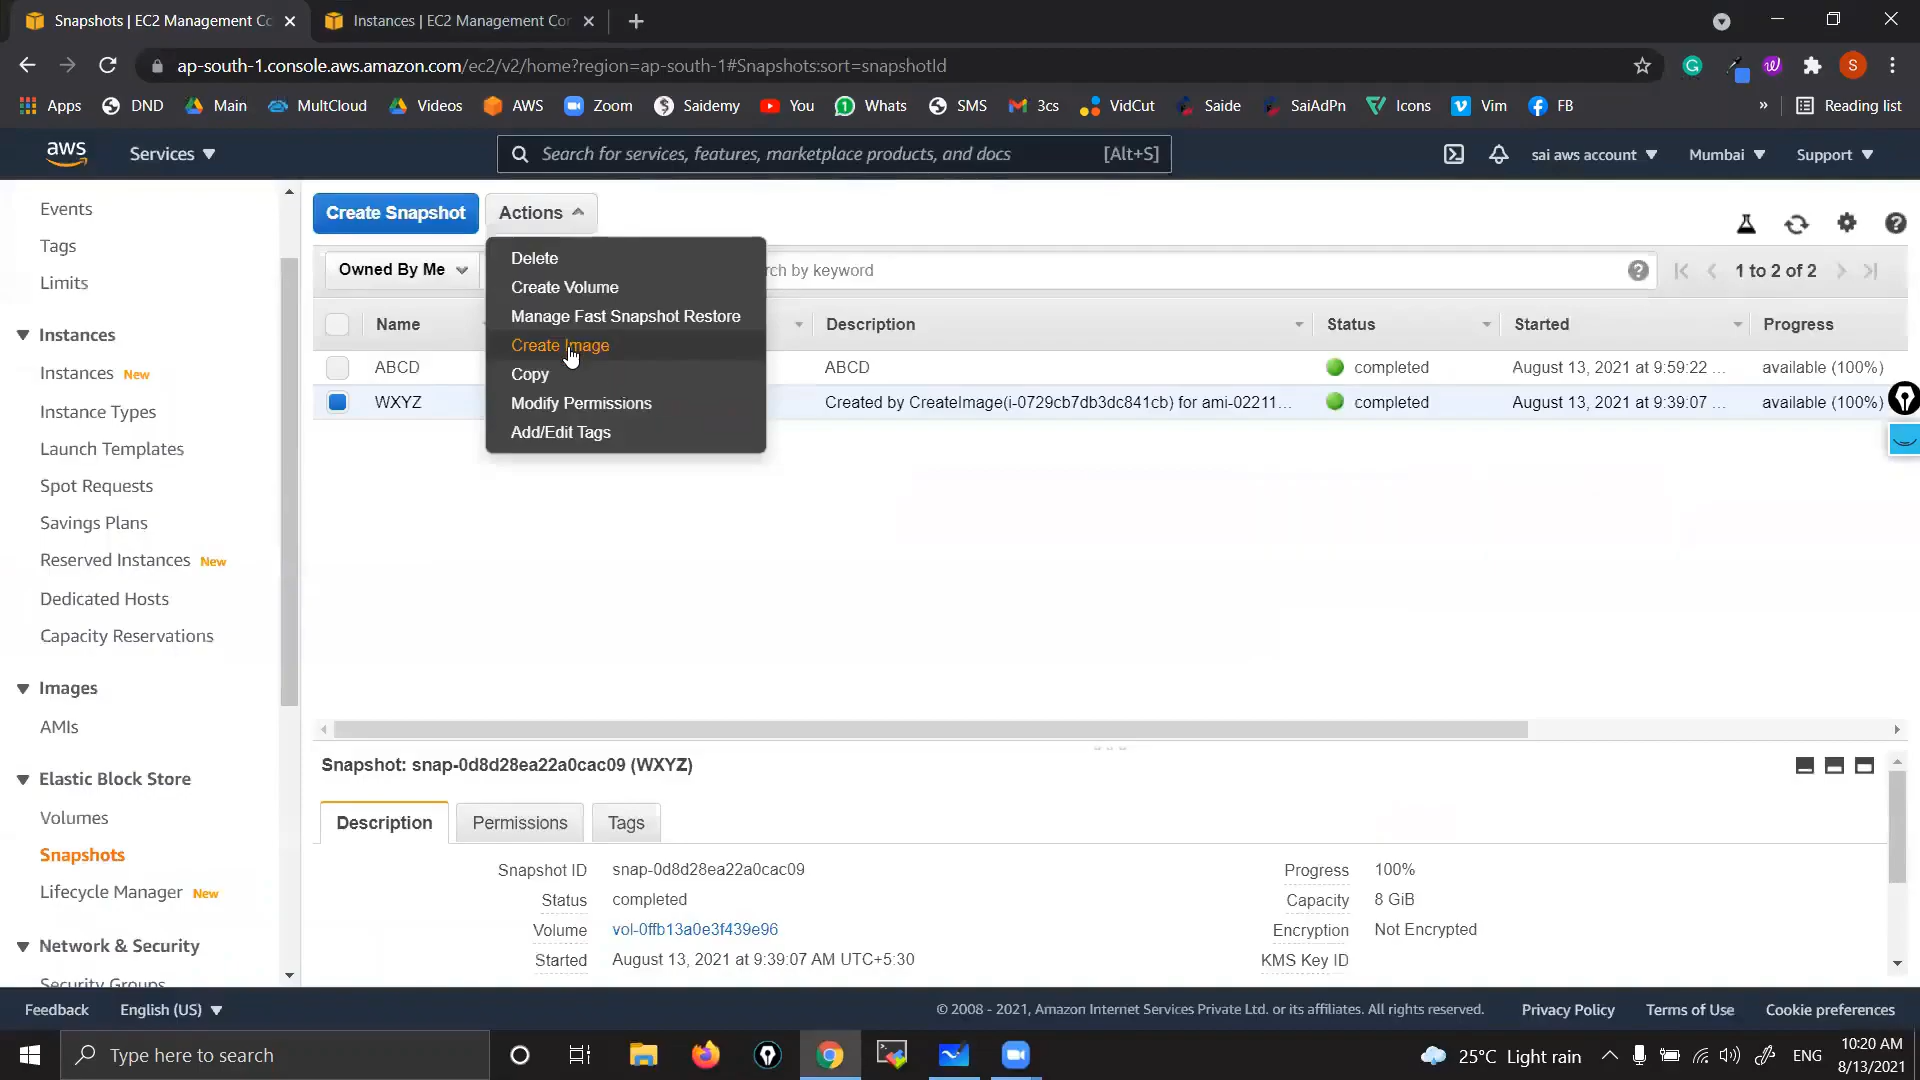 Snapshots | EC2 Management Co
Instances | EC2 Management Con
ap-south-1.console.aws.amazon.com/ec2/v2/home?region=ap-south-1#Snapshots:sort=snapshotId
S
Apps DND Main MultCloud Videos AWS Zoom Saidemy You Whats SMS 3cs VidCut Saide SaiAdPn Icons Vim FB » Reading list
aws Services Search for services, features, marketplace products, and docs [Alt+S] sai aws account Mumbai Support
Events
Tags
Limits
Instances
Instances New
Instance Types
Launch Templates
Spot Requests
Savings Plans
Reserved Instances New
Dedicated Hosts
Capacity Reservations
Images
AMIs
Elastic Block Store
Volumes
Snapshots
Lifecycle Manager New
Network & Security
Security Groups
Create Snapshot Actions
Delete
Create Volume
Manage Fast Snapshot Restore
Create Image
Copy
Modify Permissions
Add/Edit Tags
Owned By Me rch by keyword 1 to 2 of 2
Name Description Status Started Progress
ABCD ABCD completed August 13, 2021 at 9:59:22 ... available (100%)
WXYZ Created by CreateImage(i-0729cb7db3dc841cb) for ami-02211... completed August 13, 2021 at 9:39:07 ... available (100%)
Snapshot: snap-0d8d28ea22a0cac09 (WXYZ)
Description Permissions Tags
Snapshot ID snap-0d8d28ea22a0cac09 Progress 100%
Status completed Capacity 8 GiB
Volume vol-0ffb13a0e3f439e96 Encryption Not Encrypted
Started August 13, 2021 at 9:39:07 AM UTC+5:30 KMS Key ID
Feedback English (US) © 2008 - 2021, Amazon Internet Services Private Ltd. or its affiliates. All rights reserved. Privacy Policy Terms of Use Cookie preferences
Type here to search 25°C Light rain ENG 10:20 AM
8/13/2021